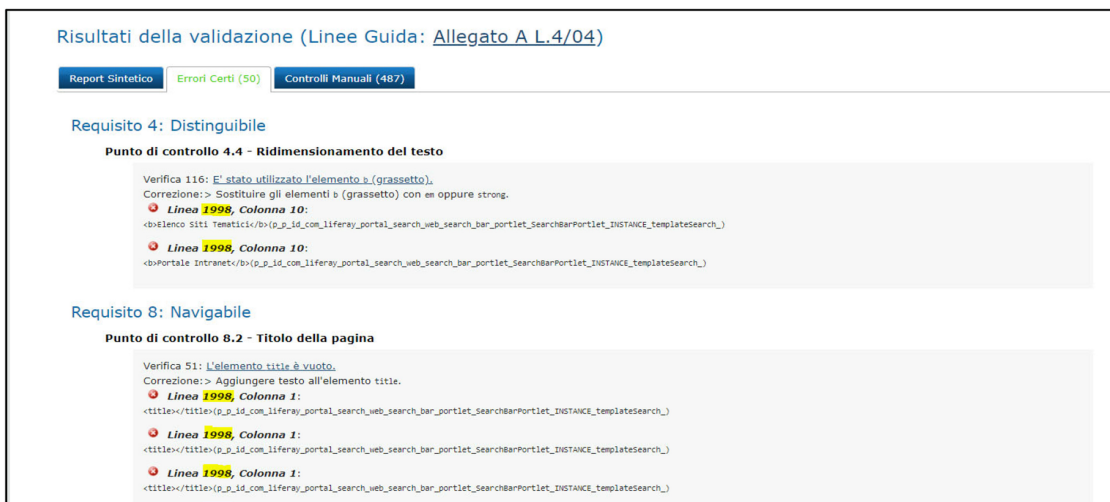 Risultati della validazione (Linee Guida: Allegato A L.4/04)
Report Sintetico Errori Certi (50) Controlli Manuali (487)
Requisito 4: Distinguibile
Punto di controllo 4.4 - Ridimensionamento del testo
Verifica 116: E' stato utilizzato l'elemento b (grassetto).
Correzione:> Sostituire gli elementi b (grassetto) con em oppure strong.
Linea 1998, Colonna 10:
<b>Elenco Siti Tematici</b>(p_p_id_com_liferay_portal_search_web_search_bar_portlet_SearchBarPortlet_INSTANCE_templateSearch_)
Linea 1998, Colonna 10:
<b>Portale Intranet</b>(p_p_id_com_liferay_portal_search_web_search_bar_portlet_SearchBarPortlet_INSTANCE_templateSearch_)
Requisito 8: Navigabile
Punto di controllo 8.2 - Titolo della pagina
Verifica 51: L'elemento title è vuoto.
Correzione:> Aggiungere testo all'elemento title.
Linea 1998, Colonna 1:
<title></title>(p_p_id_com_liferay_portal_search_web_search_bar_portlet_SearchBarPortlet_INSTANCE_templateSearch_)
Linea 1998, Colonna 1:
<title></title>(p_p_id_com_liferay_portal_search_web_search_bar_portlet_SearchBarPortlet_INSTANCE_templateSearch_)
Linea 1998, Colonna 1:
<title></title>(p_p_id_com_liferay_portal_search_web_search_bar_portlet_SearchBarPortlet_INSTANCE_templateSearch_)